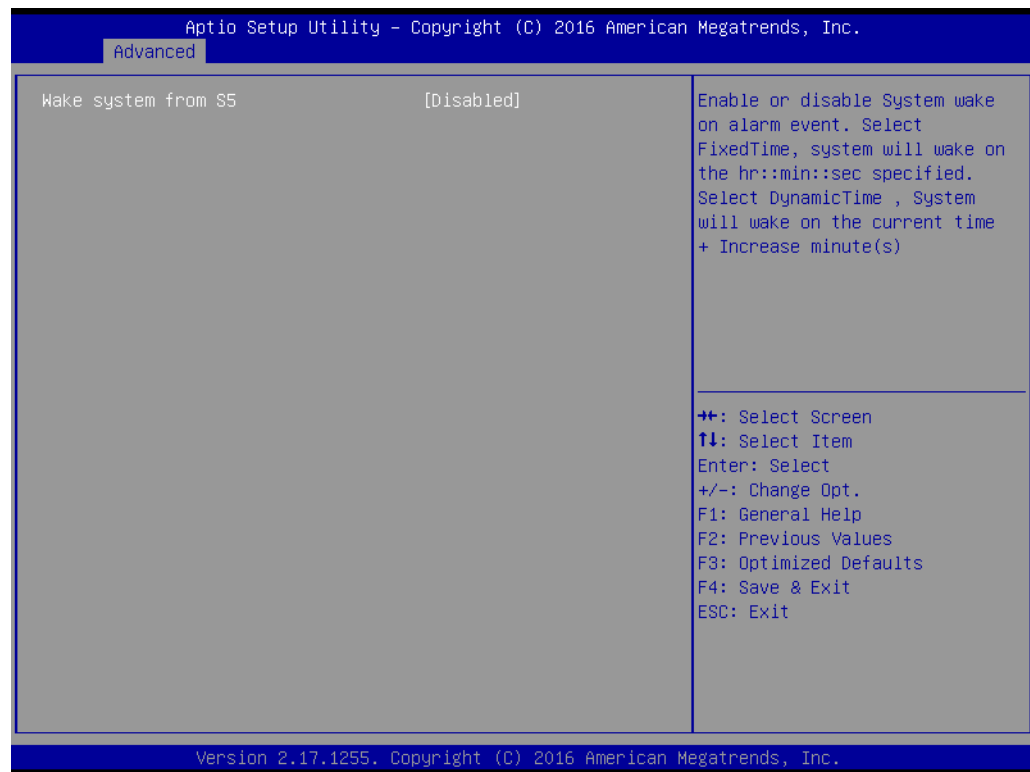 Aptio Setup Utility – Copyright (C) 2016 American Megatrends, Inc.
Advanced
Wake system from S5 [Disabled]
Enable or disable System wake
on alarm event. Select
FixedTime, system will wake on
the hr::min::sec specified.
Select DynamicTime , System
will wake on the current time
+ Increase minute(s)
→←: Select Screen
↑↓: Select Item
Enter: Select
+/-: Change Opt.
F1: General Help
F2: Previous Values
F3: Optimized Defaults
F4: Save & Exit
ESC: Exit
Version 2.17.1255. Copyright (C) 2016 American Megatrends, Inc.